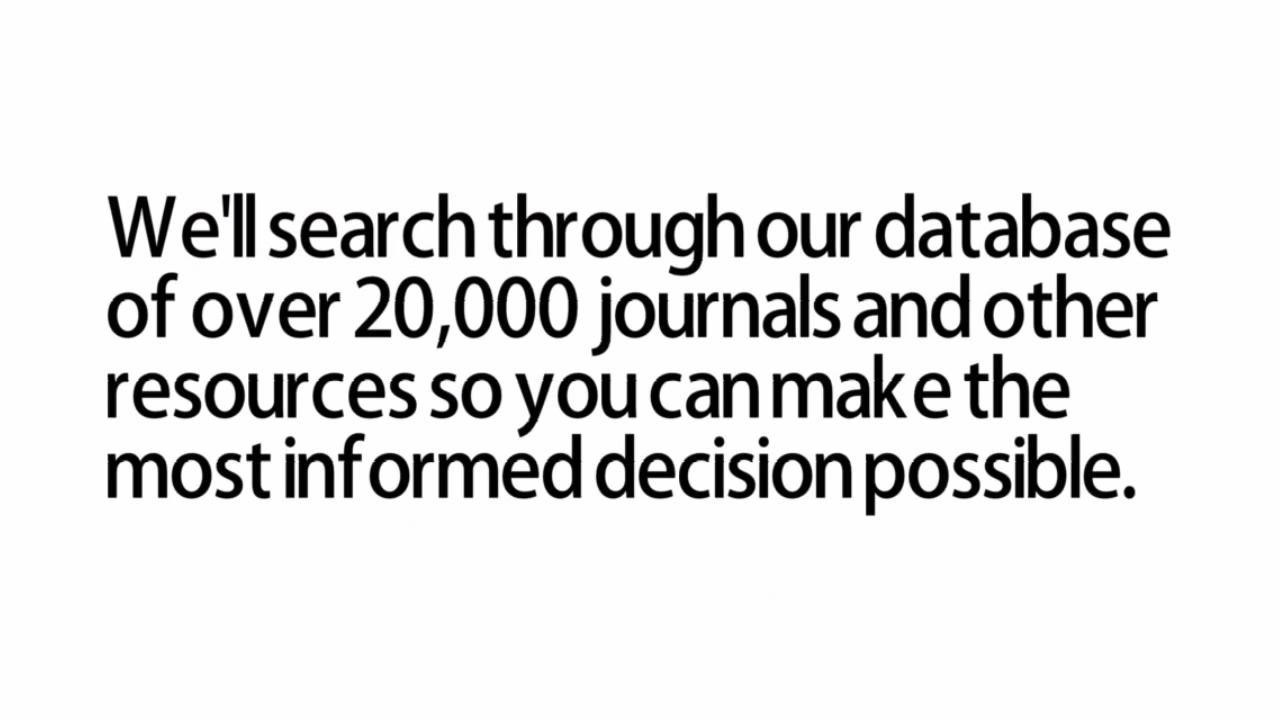 We'll search through our database
of over 20,000 journals and other
resources so you can make the
most informed decision possible.